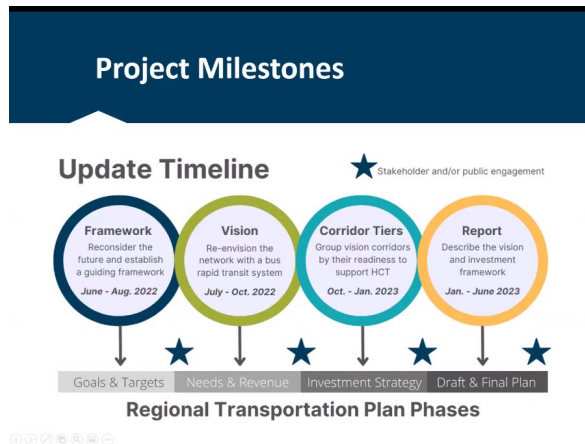 Project Milestones
Update Timeline
Stakeholder and/or public engagement
Framework
Reconsider the
future and establish
a guiding framework
June - Aug. 2022
Vision
Re-envision the
network with a bus
rapid transit system
July - Oct. 2022
Corridor Tiers
Group vision corridors
by their readiness to
support HCT
Oct. - Jan. 2023
Report
Describe the vision
and investment
framework
Jan. - June 2023
Goals & Targets
Needs & Revenue
Investment Strategy
Draft & Final Plan
Regional Transportation Plan Phases